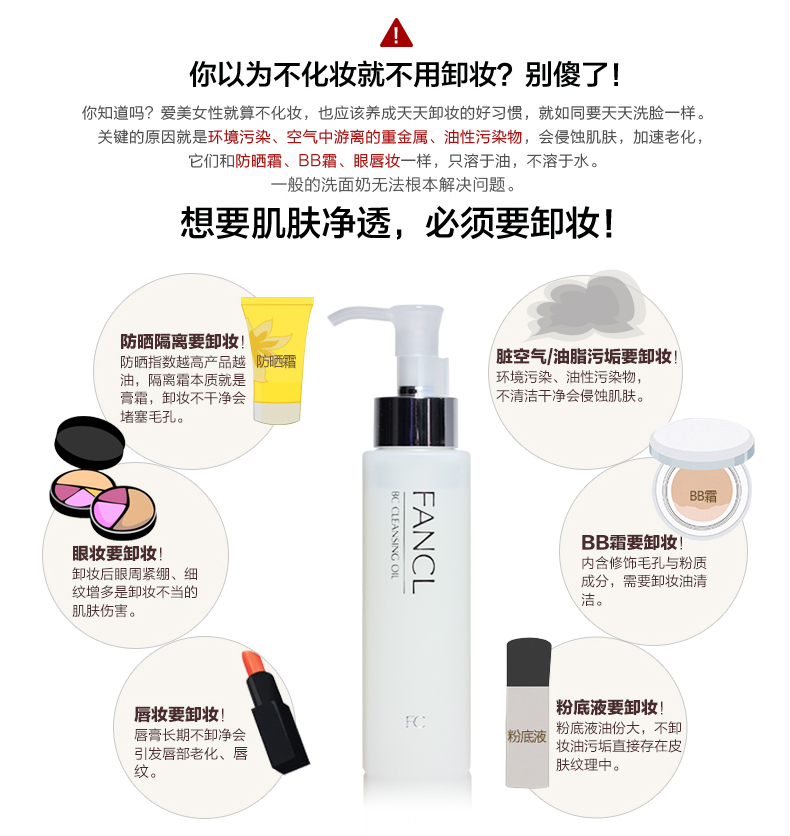 你以为不化妆就不用卸妆？别傻了！
你知道吗？爱美女性就算不化妆，也应该养成天天卸妆的好习惯，就如同要天天洗脸一样。
关键的原因就是环境污染、空气中游离的重金属、油性污染物，会侵蚀肌肤，加速老化，
它们和防晒霜、BB霜、眼唇妆一样，只溶于油，不溶于水。
一般的洗面奶无法根本解决问题。
想要肌肤净透，必须要卸妆！
防晒隔离要卸妆！
防晒指数越高产品越
油，隔离霜本质就是
膏霜，卸妆不干净会
堵塞毛孔。
防晒霜
脏空气/油脂污垢要卸妆！
环境污染、油性污染物，
不清洁干净会侵蚀肌肤。
眼妆要卸妆！
卸妆后眼周紧绷、细
纹增多是卸妆不当的
肌肤伤害。
FANCL
BC CLEANSING OIL
FC
BB霜
BB霜要卸妆！
内含修饰毛孔与粉质
成分，需要卸妆油清
洁。
唇妆要卸妆！
唇膏长期不卸净会
引发唇部老化、唇
纹。
粉底液
粉底液要卸妆！
粉底液油份大，不卸
妆油污垢直接存在皮
肤纹理中。